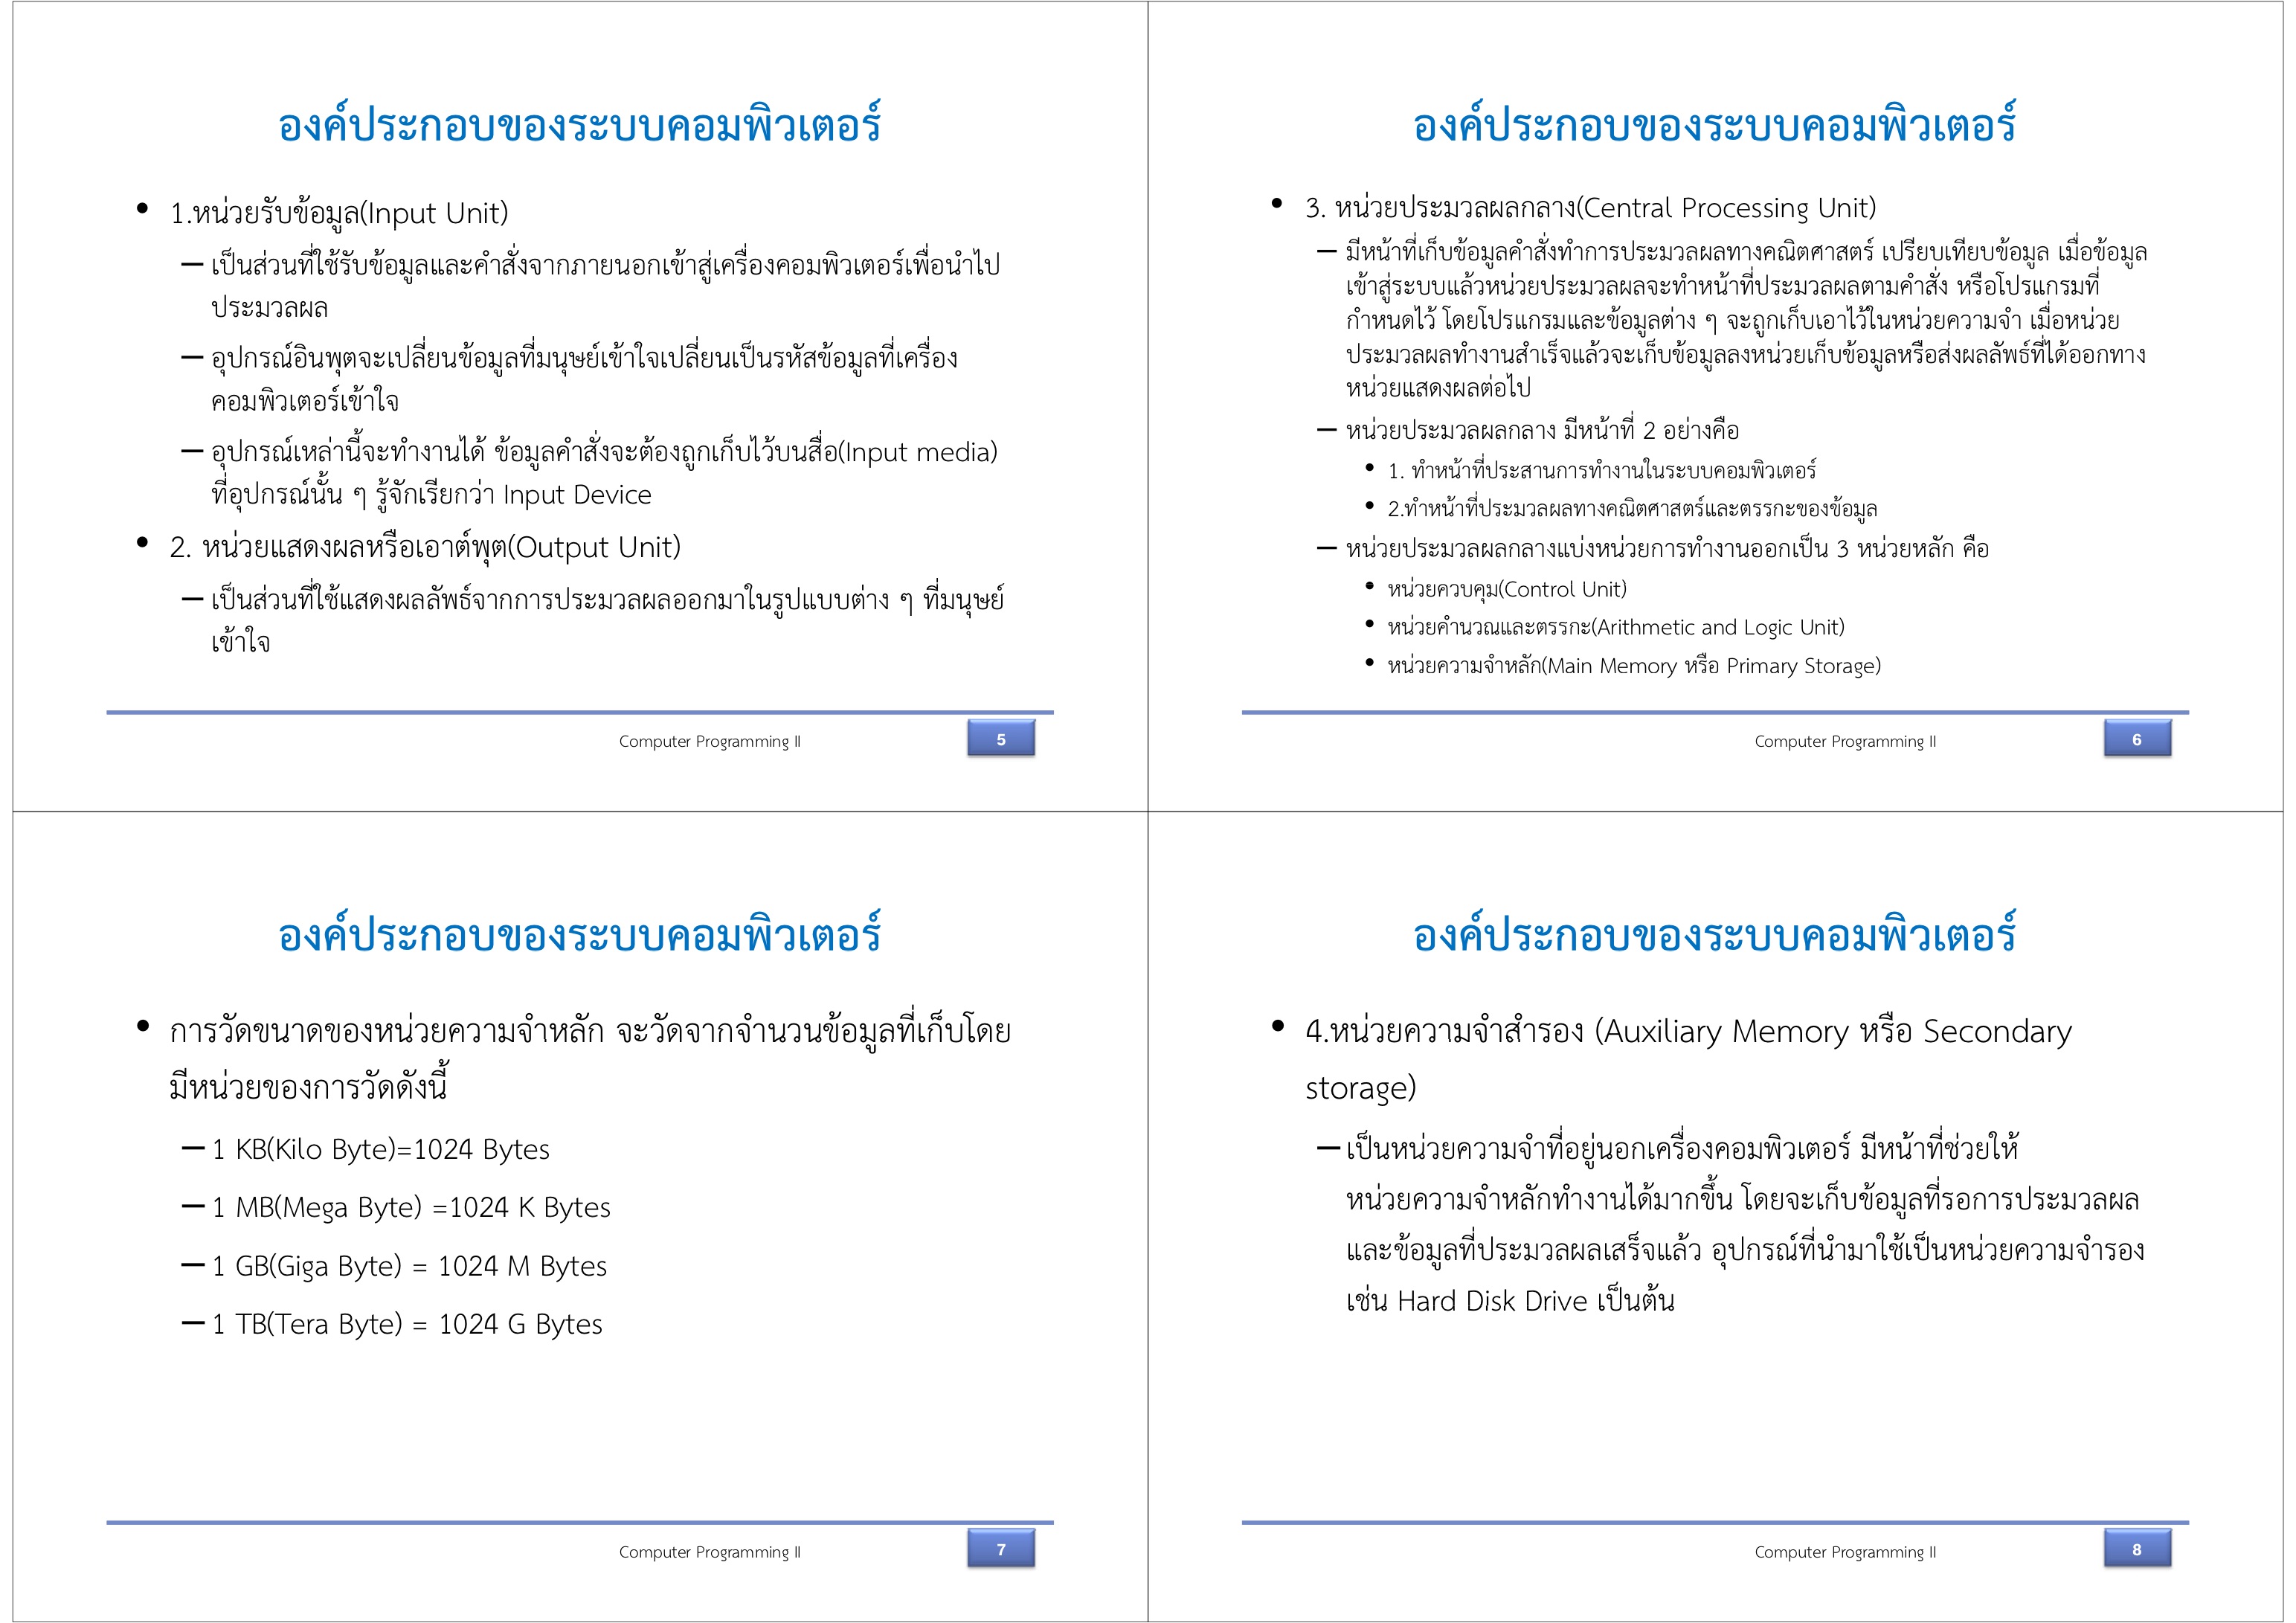 องค์ประกอบของระบบคอมพิวเตอร์
• 1.หน่วยรับข้อมูล(Input Unit)
– เป็นส่วนที่ใช้รับข้อมูลและคำสั่งจากภายนอกเข้าสู่เครื่องคอมพิวเตอร์เพื่อนำไป
ประมวลผล
– อุปกรณ์อินพุตจะเปลี่ยนข้อมูลที่มนุษย์เข้าใจเปลี่ยนเป็นรหัสข้อมูลที่เครื่อง
คอมพิวเตอร์เข้าใจ
– อุปกรณ์เหล่านี้จะทำงานได้ ข้อมูลคำสั่งจะต้องถูกเก็บไว้บนสื่อ(Input media)
ที่อุปกรณ์นั้น ๆ รู้จักเรียกว่า Input Device
• 2. หน่วยแสดงผลหรือเอาต์พุต(Output Unit)
– เป็นส่วนที่ใช้แสดงผลลัพธ์จากการประมวลผลออกมาในรูปแบบต่าง ๆ ที่มนุษย์
เข้าใจ
Computer Programming II
5
องค์ประกอบของระบบคอมพิวเตอร์
• 3. หน่วยประมวลผลกลาง(Central Processing Unit)
– มีหน้าที่เก็บข้อมูลคำสั่งทำการประมวลผลทางคณิตศาสตร์ เปรียบเทียบข้อมูล เมื่อข้อมูล
เข้าสู่ระบบแล้วหน่วยประมวลผลจะทำหน้าที่ประมวลผลตามคำสั่ง หรือโปรแกรมที่
กำหนดไว้ โดยโปรแกรมและข้อมูลต่าง ๆ จะถูกเก็บเอาไว้ในหน่วยความจำ เมื่อหน่วย
ประมวลผลทำงานสำเร็จแล้วจะเก็บข้อมูลลงหน่วยเก็บข้อมูลหรือส่งผลลัพธ์ที่ได้ออกทาง
หน่วยแสดงผลต่อไป
– หน่วยประมวลผลกลาง มีหน้าที่ 2 อย่างคือ
• 1. ทำหน้าที่ประสานการทำงานในระบบคอมพิวเตอร์
• 2.ทำหน้าที่ประมวลผลทางคณิตศาสตร์และตรรกะของข้อมูล
– หน่วยประมวลผลกลางแบ่งหน่วยการทำงานออกเป็น 3 หน่วยหลัก คือ
• หน่วยควบคุม(Control Unit)
• หน่วยคำนวณและตรรกะ(Arithmetic and Logic Unit)
• หน่วยความจำหลัก(Main Memory หรือ Primary Storage)
Computer Programming II
6
องค์ประกอบของระบบคอมพิวเตอร์
• การวัดขนาดของหน่วยความจำหลัก จะวัดจากจำนวนข้อมูลที่เก็บโดย
มีหน่วยของการวัดดังนี้
– 1 KB(Kilo Byte)=1024 Bytes
– 1 MB(Mega Byte) =1024 K Bytes
– 1 GB(Giga Byte) = 1024 M Bytes
– 1 TB(Tera Byte) = 1024 G Bytes
Computer Programming II
7
องค์ประกอบของระบบคอมพิวเตอร์
• 4.หน่วยความจำสำรอง (Auxiliary Memory หรือ Secondary
storage)
– เป็นหน่วยความจำที่อยู่นอกเครื่องคอมพิวเตอร์ มีหน้าที่ช่วยให้
หน่วยความจำหลักทำงานได้มากขึ้น โดยจะเก็บข้อมูลที่รอการประมวลผล
และข้อมูลที่ประมวลผลเสร็จแล้ว อุปกรณ์ที่นำมาใช้เป็นหน่วยความจำรอง
เช่น Hard Disk Drive เป็นต้น
Computer Programming II
8